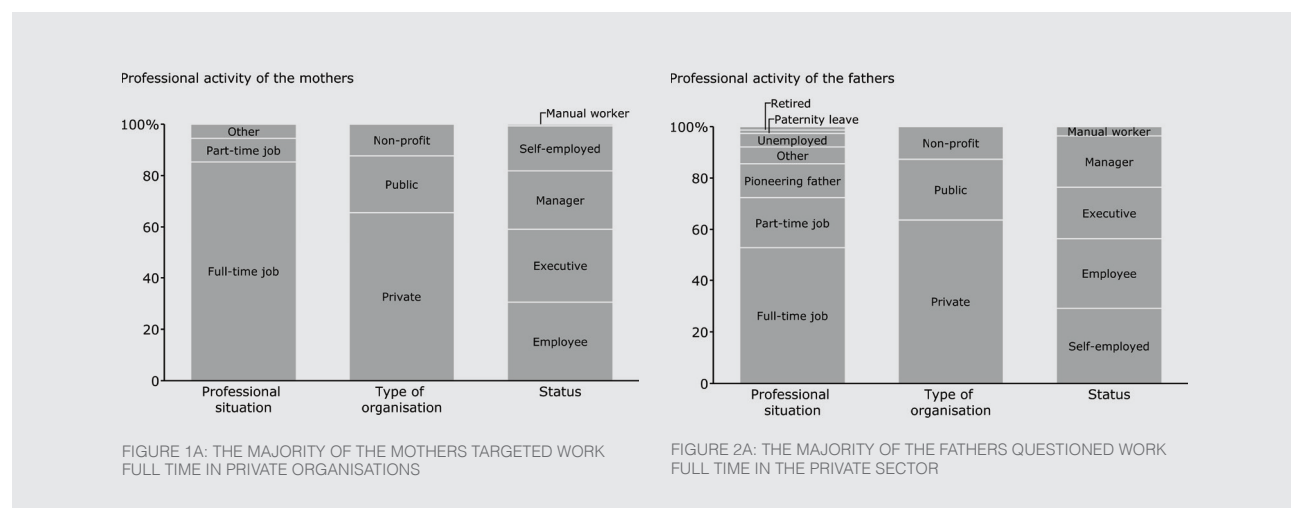 Professional activity of the mothers
Manual worker
100%
80
60
40
20
0
Other
Part-time job
Full-time job
Non-profit
Public
Private
Self-employed
Manager
Executive
Employee
Professional
situation
Type of
organisation
Status
FIGURE 1A: THE MAJORITY OF THE MOTHERS TARGETED WORK
FULL TIME IN PRIVATE ORGANISATIONS
Professional activity of the fathers
Retired
Paternity leave
100%
80
60
40
20
0
Unemployed
Other
Pioneering father
Part-time job
Full-time job
Non-profit
Public
Private
Manual worker
Manager
Executive
Employee
Self-employed
Professional
situation
Type of
organisation
Status
FIGURE 2A: THE MAJORITY OF THE FATHERS QUESTIONED WORK
FULL TIME IN THE PRIVATE SECTOR